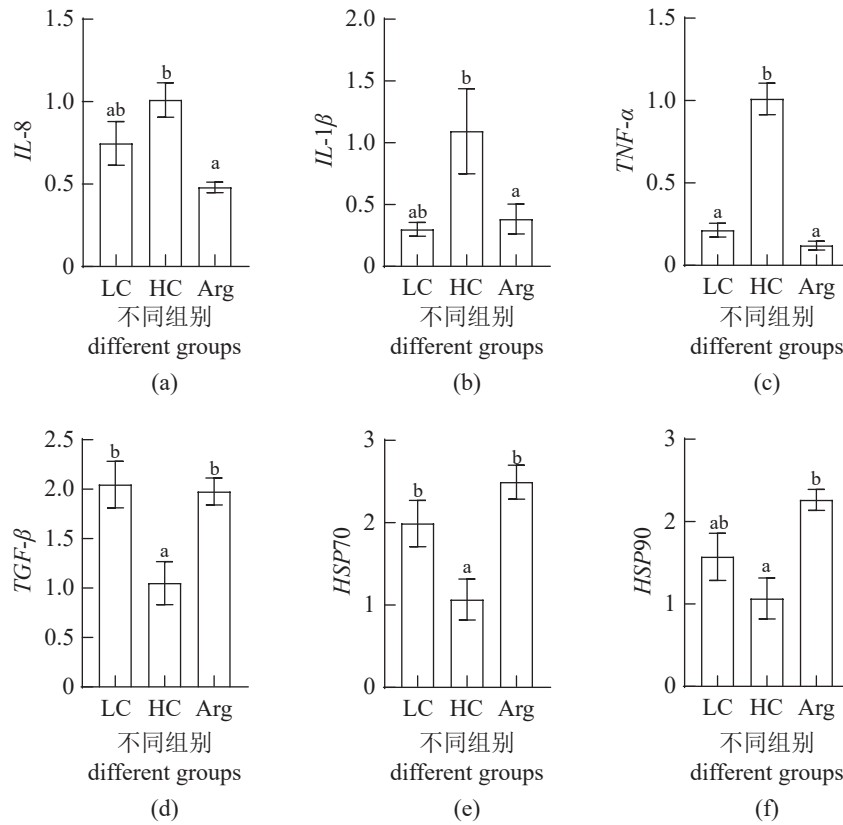 IL-8
1.5
1.0
0.5
0
ab
b
a
LC HC Arg
不同组别
different groups
(a)
IL-1β
2.0
1.5
1.0
0.5
0
ab
b
a
LC HC Arg
不同组别
different groups
(b)
TNF-α
1.5
1.0
0.5
0
a
b
a
LC HC Arg
不同组别
different groups
(c)
TGF-β
2.5
2.0
1.5
1.0
0.5
0
b
a
b
LC HC Arg
不同组别
different groups
(d)
HSP70
3
2
1
0
b
a
b
LC HC Arg
不同组别
different groups
(e)
HSP90
3
2
1
0
ab
a
b
LC HC Arg
不同组别
different groups
(f)